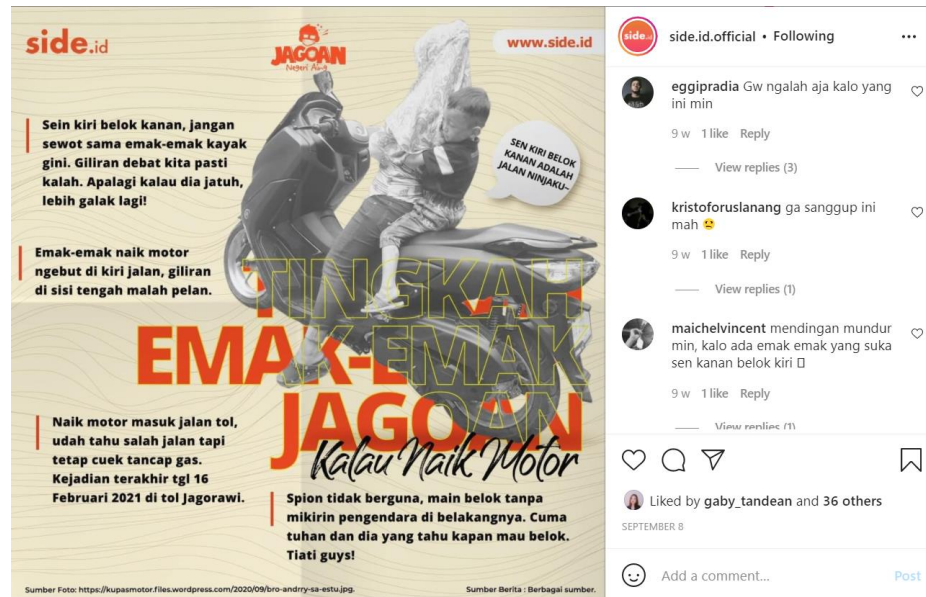 side.id
JAGOAN
Negeri Aing
www.side.id
Sein kiri belok kanan, jangan
sewot sama emak-emak kayak
gini. Giliran debat kita pasti
kalah. Apalagi kalau dia jatuh,
lebih galak lagi!
SEN KIRI BELOK
KANAN ADALAH
JALAN NINJAKU~
Emak-emak naik motor
ngebut di kiri jalan, giliran
di sisi tengah malah pelan.
TINGKAH
EMAK-EMAK
JAGOAN
Kalau Naik Motor
Naik motor masuk jalan tol,
udah tahu salah jalan tapi
tetap cuek tancap gas.
Kejadian terakhir tgl 16
Februari 2021 di tol Jagorawi.
Spion tidak berguna, main belok tanpa
mikirin pengendara di belakangnya. Cuma
tuhan dan dia yang tahu kapan mau belok.
Tiati guys!
Sumber Foto: https://kupasmotor.files.wordpress.com/2020/09/bro-andrry-sa-estu.jpg.
Sumber Berita : Berbagai sumber.
side.id
side.id.official • Following
eggipradia Gw ngalah aja kalo yang
ini min
9 w 1 like Reply
View replies (3)
kristoforuslanang ga sanggup ini
mah 😢
9 w 1 like Reply
View replies (1)
maichelvincent mendingan mundur
min, kalo ada emak emak yang suka
sen kanan belok kiri
9 w 1 like Reply
View replies (1)
Liked by gaby_tandean and 36 others
SEPTEMBER 8
Add a comment...
Post